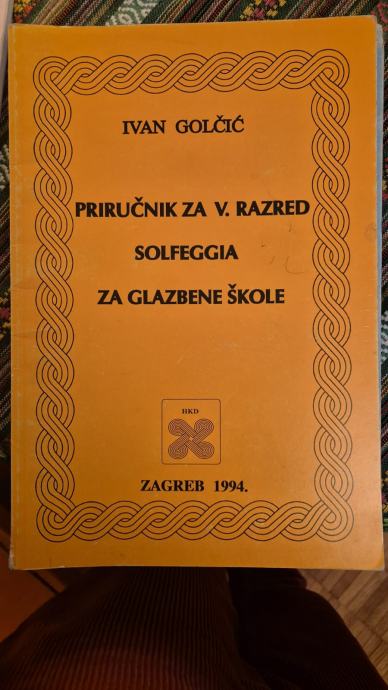 IVAN GOLČIĆ
PRIRUČNIK ZA V. RAZRED
SOLFEGGIA
ZA GLAZBENE ŠKOLE
HKD
ZAGREB 1994.